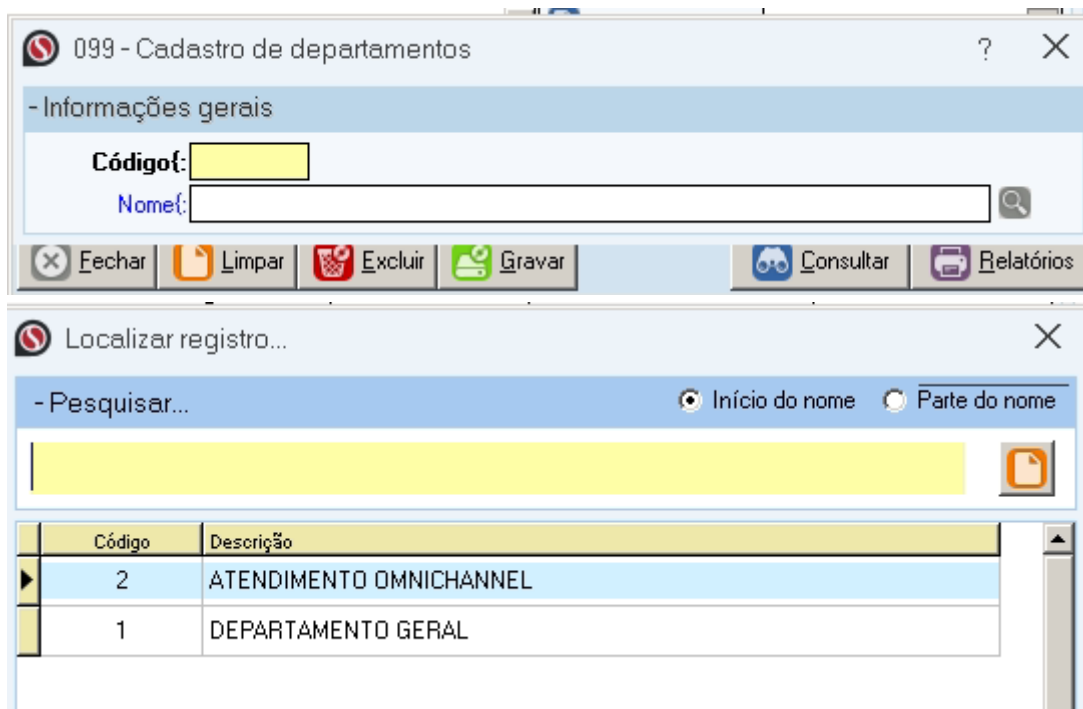 099 - Cadastro de departamentos ?
- Informações gerais
Código{:
Nome{:
Fechar Limpar Excluir Gravar Consultar Relatórios
Localizar registro...
- Pesquisar... Início do nome Parte do nome
Código Descrição
2 ATENDIMENTO OMNICHANNEL
1 DEPARTAMENTO GERAL